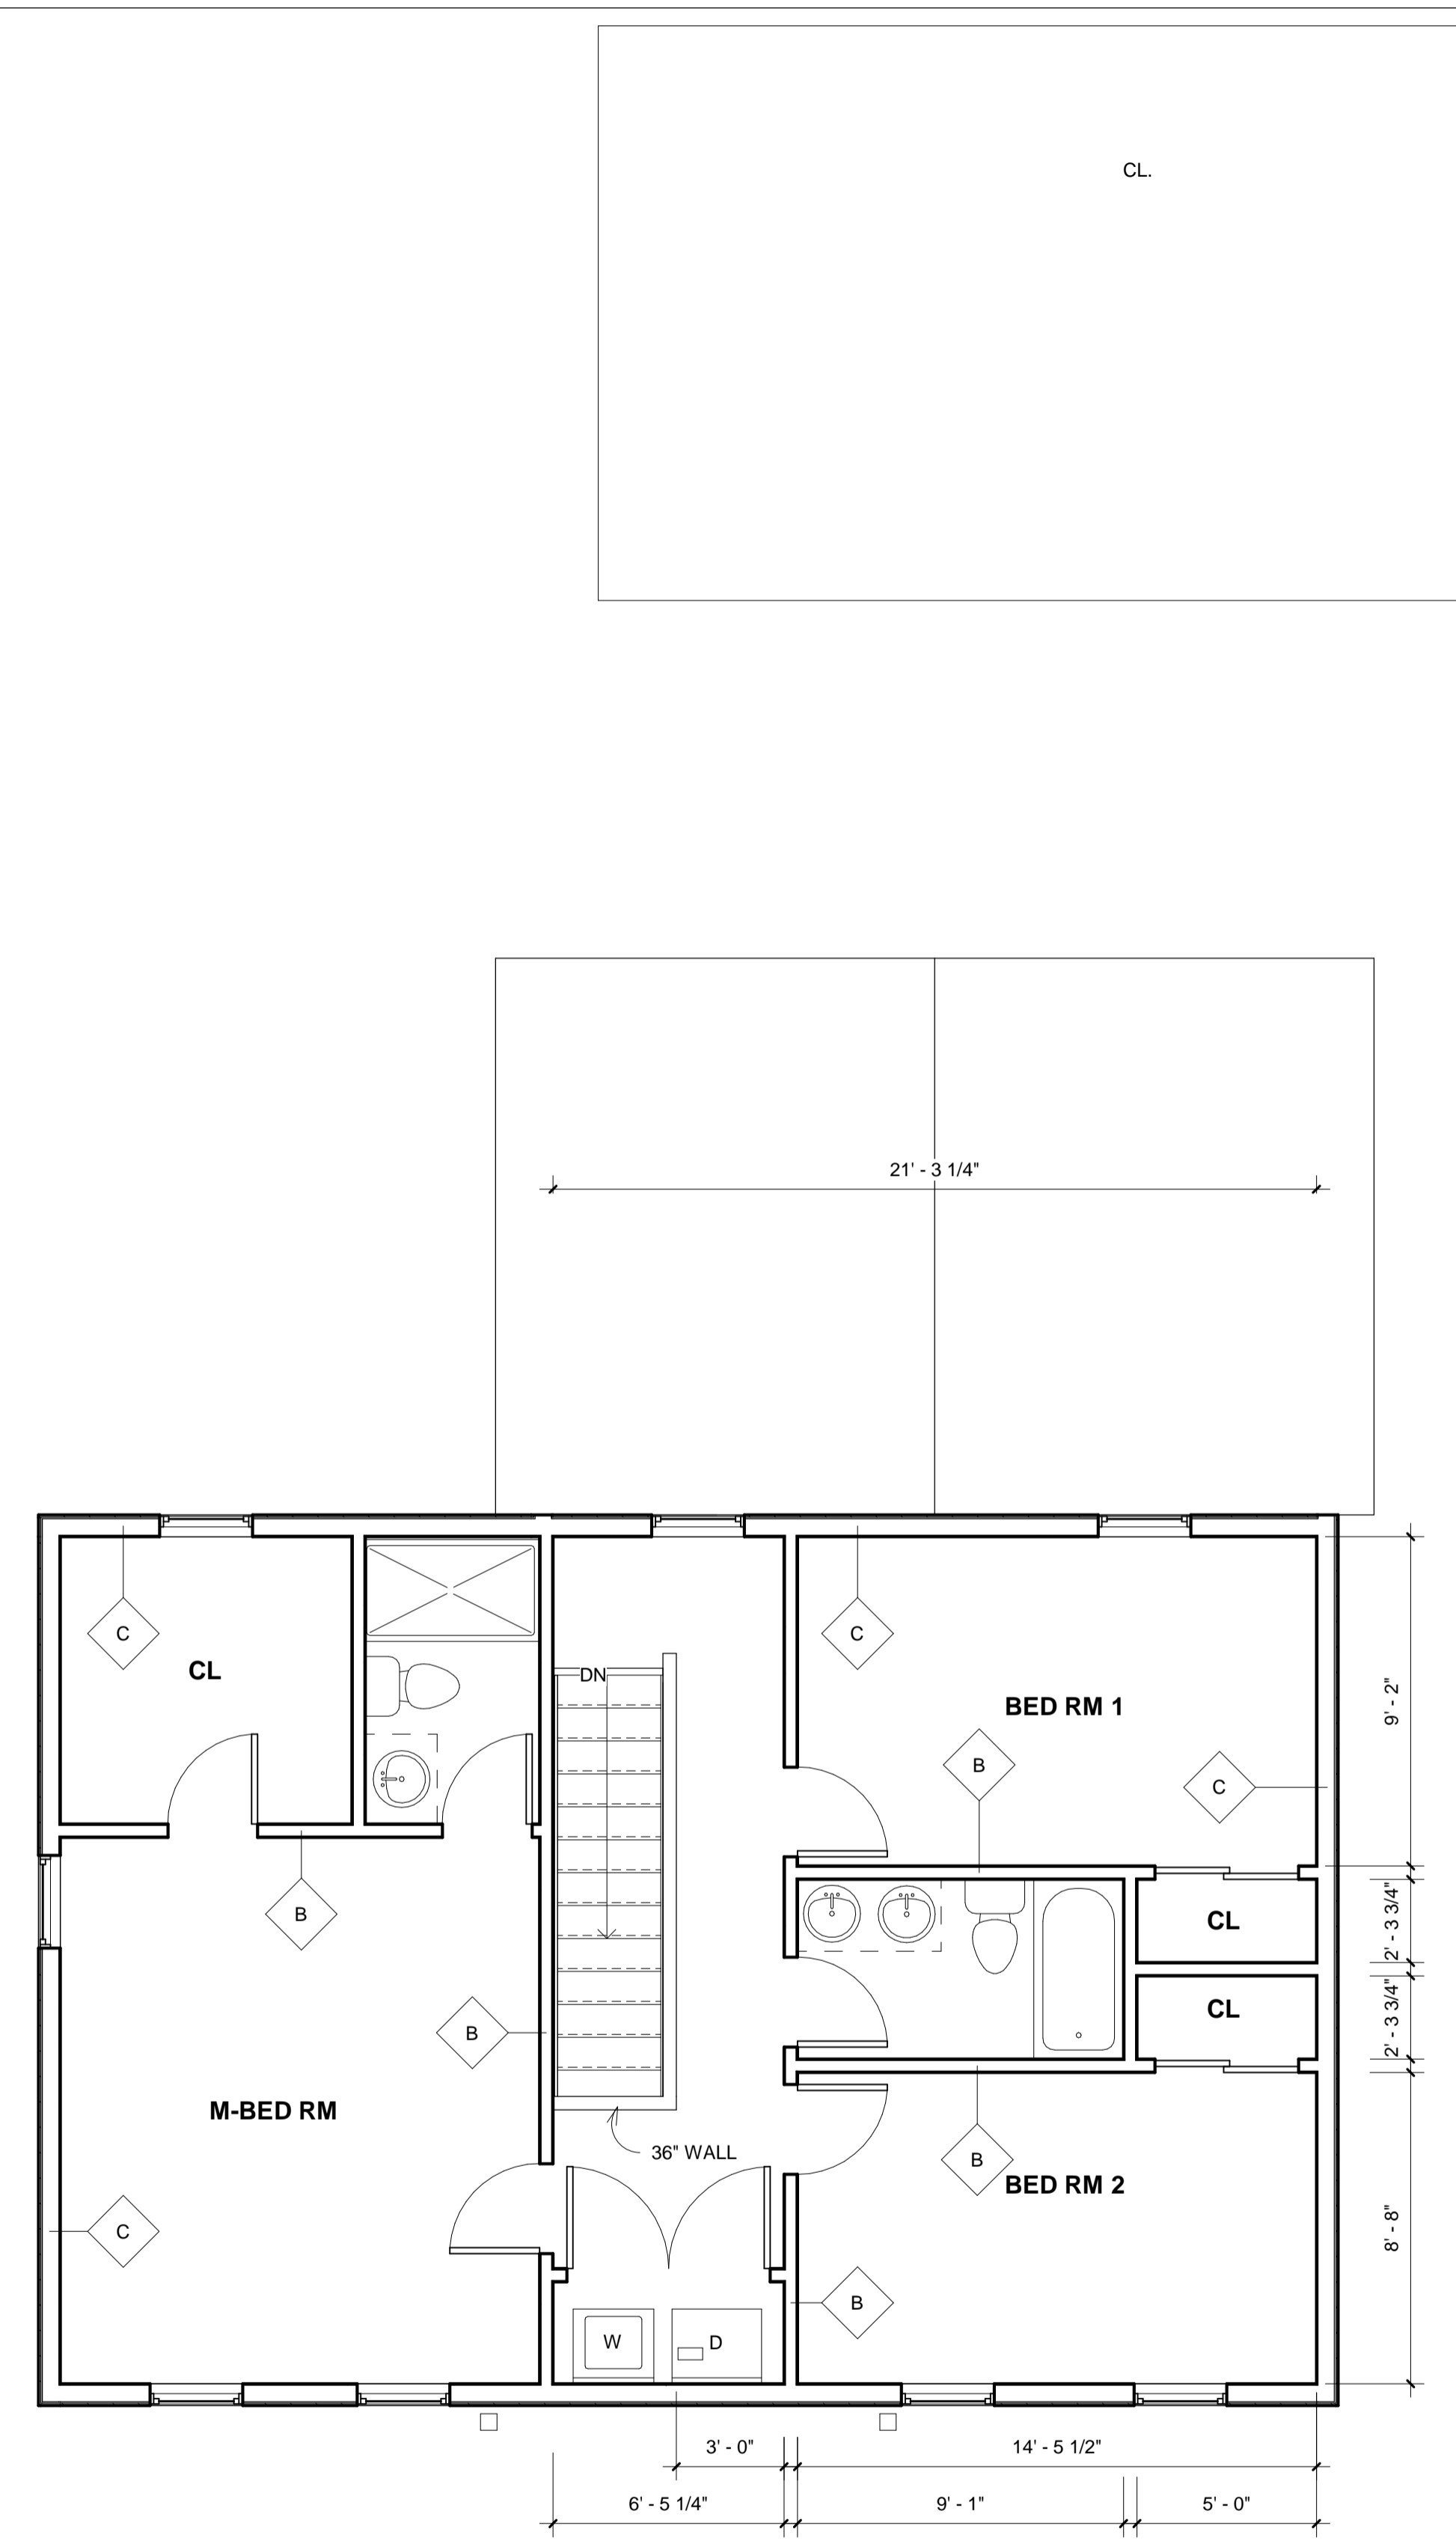 CL.
21' - 3 1/4"
C
C
CL
DN
BED RM 1
9' - 2"
B
C
B
CL
2' - 3 3/4"
CL
2' - 3 3/4"
B
M-BED RM
36" WALL
B
BED RM 2
C
8' - 8"
B
W
D
3' - 0"
14' - 5 1/2"
6' - 5 1/4"
9' - 1"
5' - 0"